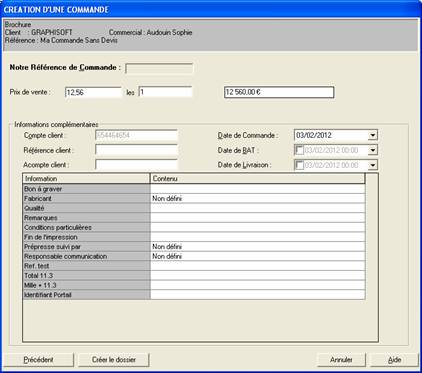 CREATION D'UNE COMMANDE
Brochure
Client : GRAPHISOFT Commercial : Audouin Sophie
Référence : Ma Commande Sans Devis
Notre Référence de Commande :
Prix de vente : 12,56 les 1 12 560,00 €
Informations complémentaires
Compte client : 654464654 Date de Commande : 03/02/2012
Référence client : Date de BAT : 03/02/2012 00:00
Acompte client : Date de Livraison : 03/02/2012 00:00
Information Contenu
Bon à graver
Fabricant Non défini
Qualité
Remarques
Conditions particulières
Fin de l'impression
Prépresse suivi par Non défini
Responsable communication Non défini
Ref. test
Total 11.3
Mille + 11.3
Identifiant Portail
Précédent Créer le dossier Annuler Aide